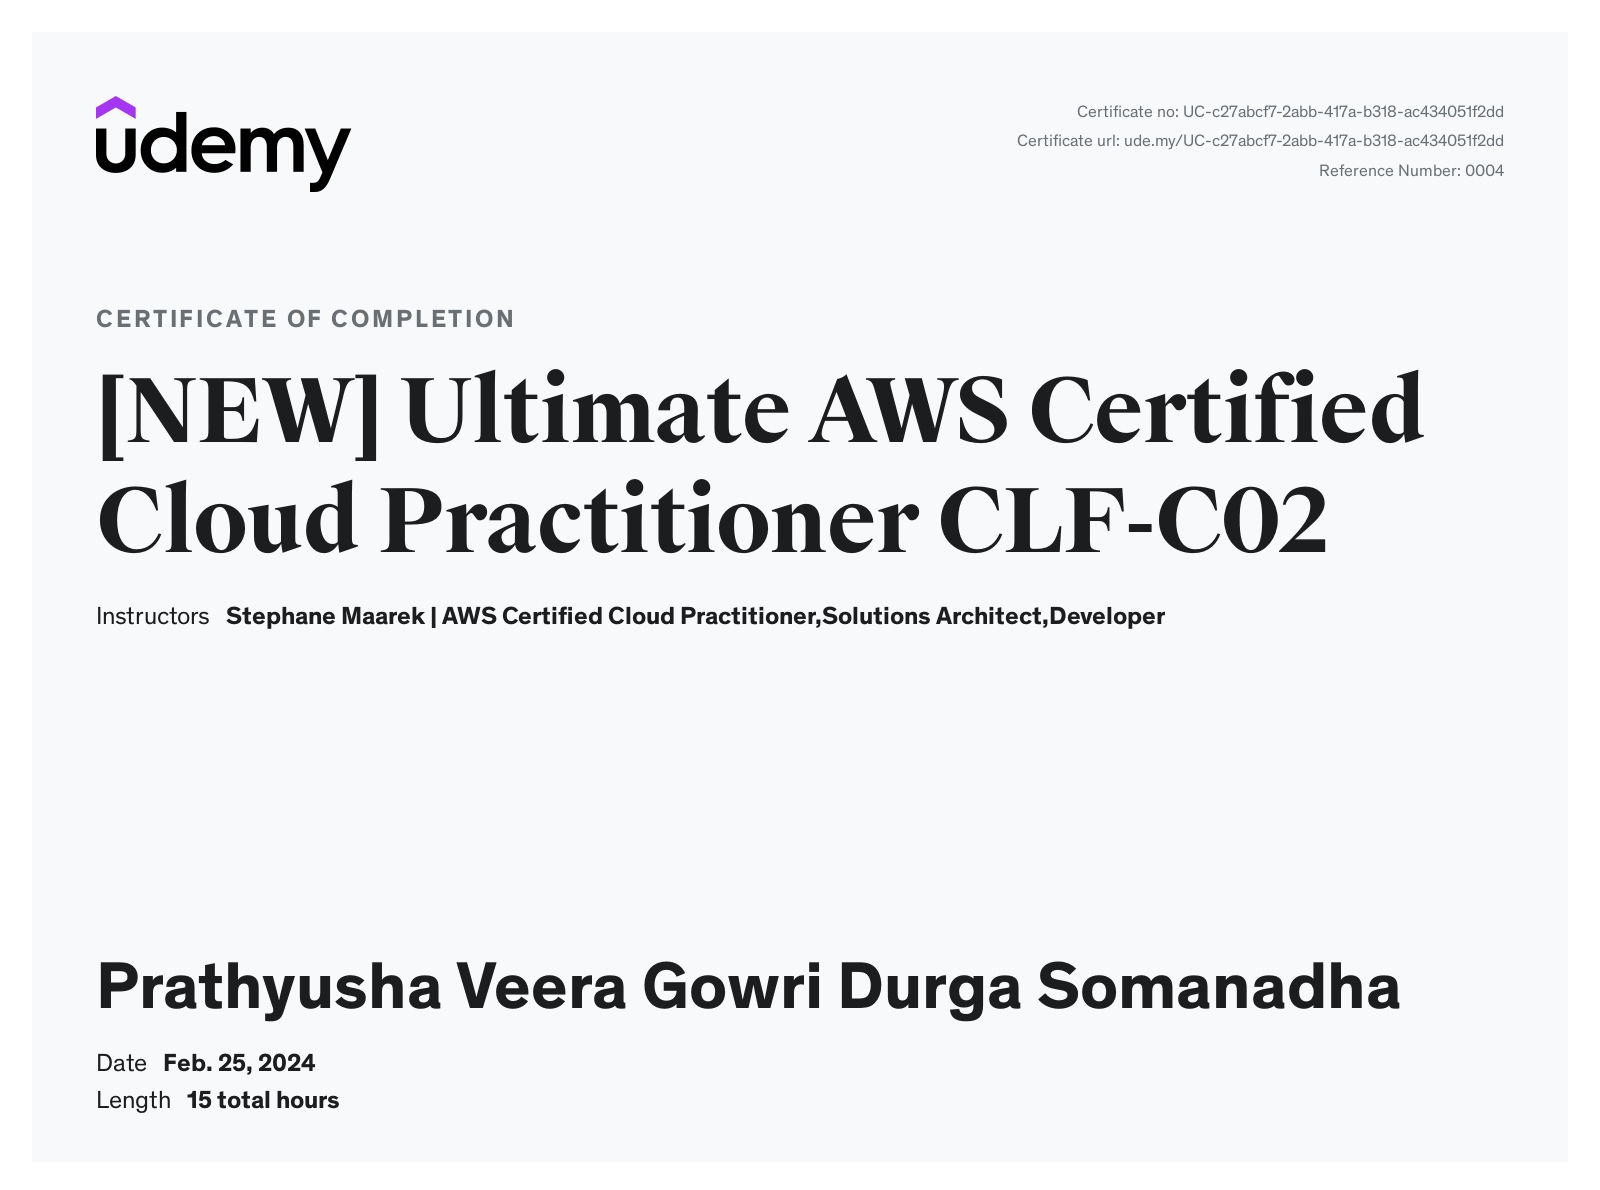 udemy
Certificate no: UC-c27abcf7-2abb-417a-b318-ac434051f2dd
Certificate url: ude.my/UC-c27abcf7-2abb-417a-b318-ac434051f2dd
Reference Number: 0004
CERTIFICATE OF COMPLETION
[NEW] Ultimate AWS Certified
Cloud Practitioner CLF-C02
Instructors Stephane Maarek | AWS Certified Cloud Practitioner,Solutions Architect,Developer
Prathyusha Veera Gowri Durga Somanadha
Date Feb. 25, 2024
Length 15 total hours